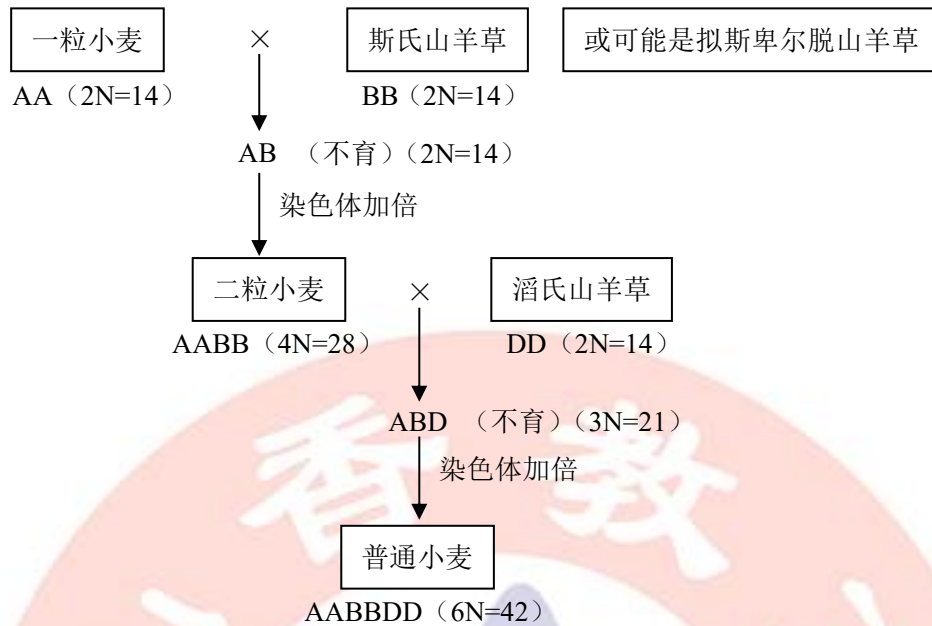 一粒小麦 × 斯氏山羊草 或可能是拟斯卑尔脱山羊草
AA（2N=14） BB（2N=14）
AB （不育）（2N=14）
染色体加倍
二粒小麦 × 滔氏山羊草
AABB（4N=28） DD（2N=14）
ABD （不育）（3N=21）
染色体加倍
普通小麦
AABBDD（6N=42）
香教